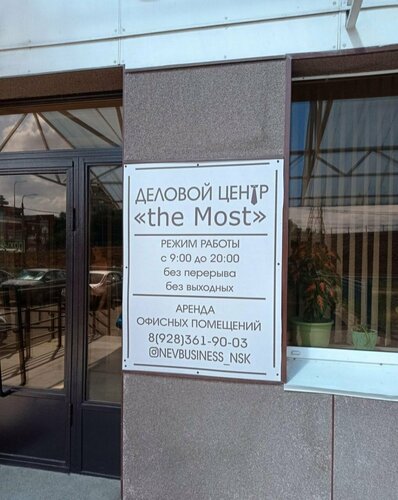 ДЕЛОВОЙ ЦЕНТР
«the Most»
РЕЖИМ РАБОТЫ
с 9:00 до 20:00
без перерыва
без выходных
АРЕНДА
ОФИСНЫХ ПОМЕЩЕНИЙ
8(928)361-90-03
NEVBUSINESS_NSK